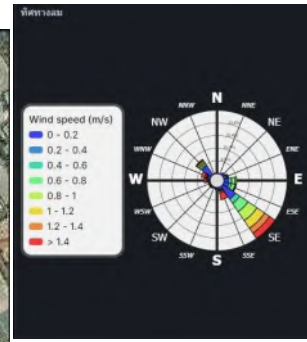 ทิศทางลม
Wind speed (m/s)
0 - 0.2
0.2 - 0.4
0.4 - 0.6
0.6 - 0.8
0.8 - 1
1 - 1.2
1.2 - 1.4
> 1.4
N
NNW
NNE
NW
NE
WNW
ENE
W
E
WSW
ESE
SW
SE
SSW
SSE
S